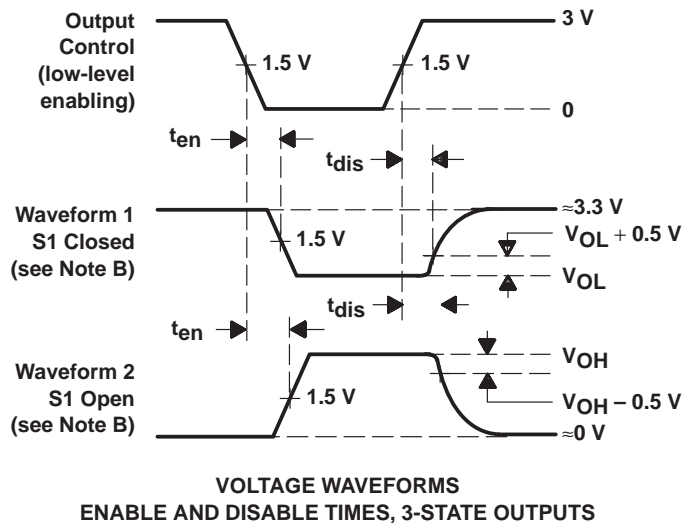 Output
Control
(low-level
enabling)
3 V
1.5 V
1.5 V
0
ten
tdis
Waveform 1
S1 Closed
(see Note B)
≈3.3 V
1.5 V
VOL + 0.5 V
VOL
ten
tdis
Waveform 2
S1 Open
(see Note B)
1.5 V
VOH
VOH − 0.5 V
≈0 V
VOLTAGE WAVEFORMS
ENABLE AND DISABLE TIMES, 3-STATE OUTPUTS